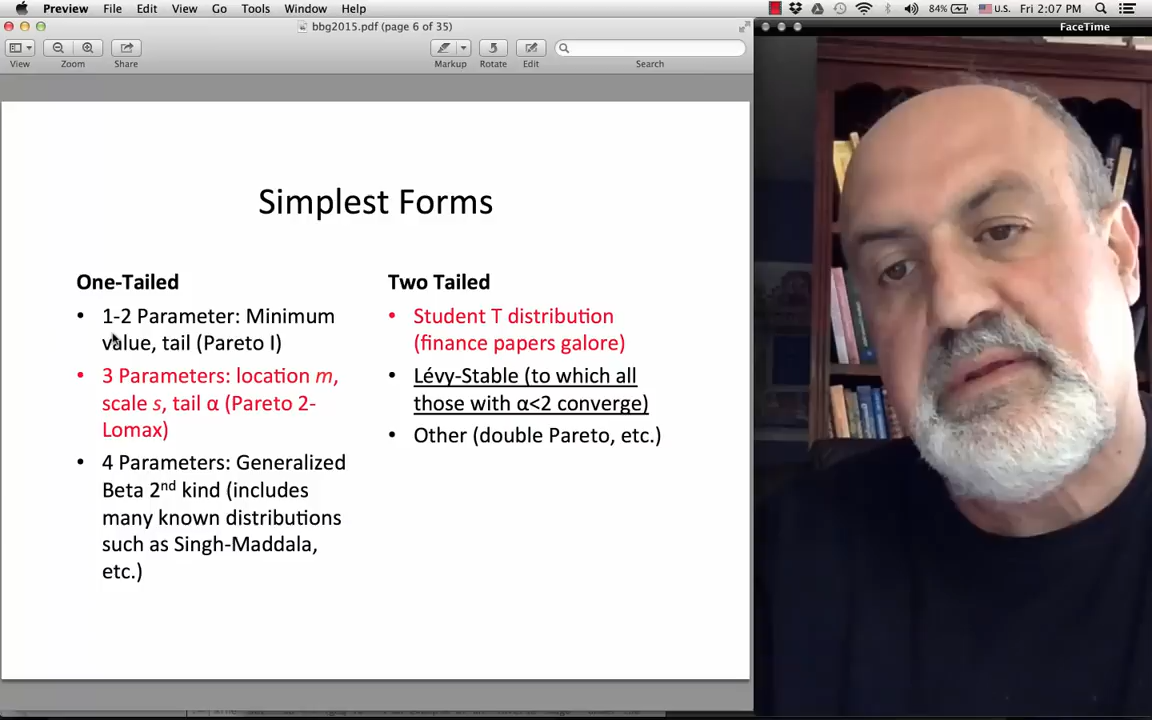 Preview File Edit View Go Tools Window Help
84% U.S. Fri 2:07 PM
bbg2015.pdf (page 6 of 35)
FaceTime
View Zoom Share Markup Rotate Edit Search
Simplest Forms
One-Tailed
• 1-2 Parameter: Minimum
value, tail (Pareto I)
• 3 Parameters: location m,
scale s, tail α (Pareto 2-
Lomax)
• 4 Parameters: Generalized
Beta 2nd kind (includes
many known distributions
such as Singh-Maddala,
etc.)
Two Tailed
• Student T distribution
(finance papers galore)
• Lévy-Stable (to which all
those with α<2 converge)
• Other (double Pareto, etc.)